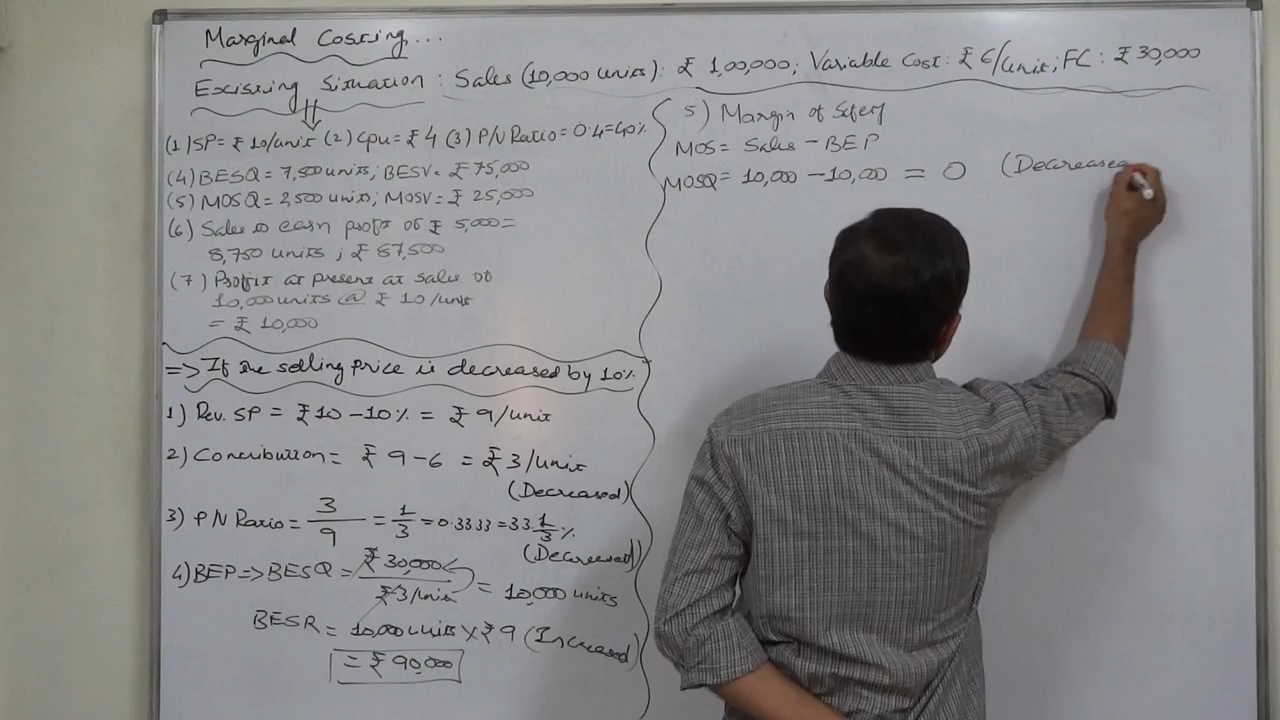 Marginal Costing...
Existing Situation : Sales (10,000 units): ₹ 1,00,000; Variable Cost: ₹ 6/unit; FC: ₹ 30,000
(1) SP= ₹ 10/unit (2) Cpu= ₹ 4 (3) P/V Ratio= 0.4=40%
(4) BESQ = 7,500 units; BESV= ₹ 75,000
(5) MOSQ = 2,500 units; MOSV= ₹ 25,000
(6) Sales to earn profit of ₹ 5,000=
8,750 units ; ₹ 87,500
(7) Profit at present at sales of
10,000 units @ ₹ 10/unit
= ₹ 10,000
=> If the selling price is decreased by 10%
1) Rev. SP = ₹ 10 - 10% = ₹ 9/unit
2) Contribution= ₹ 9-6 = ₹ 3/unit
(Decreased)
3) P/V Ratio= 3/9 = 1/3 = 0.3333 = 33 1/3 %
(Decreased)
4) BEP => BESQ = ₹ 30,000 / ₹ 3/unit = 10,000 units
BESR = 10,000 units × ₹ 9 (Increased)
= ₹ 90,000
5) Margin of Safety
MOS= Sales - BEP
MOSQ= 10,000 - 10,000 = 0 (Decreased